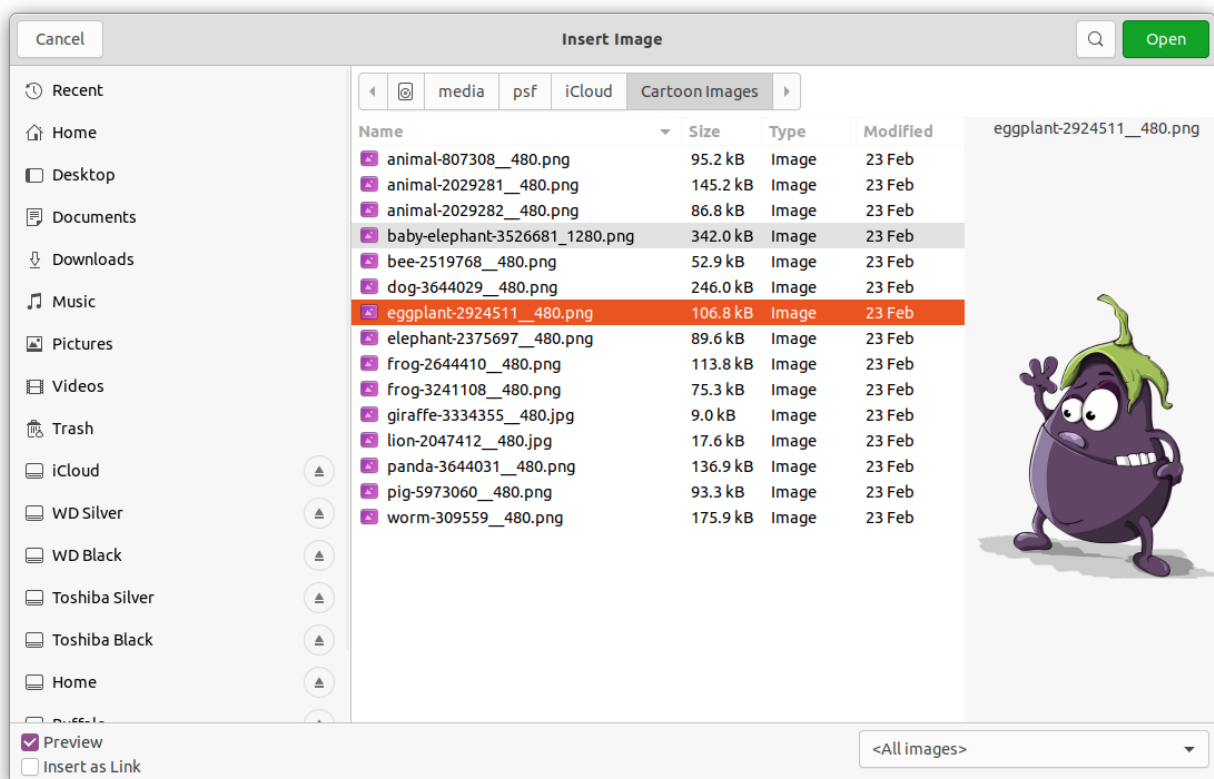 Cancel
Insert Image
Open
Recent
Home
Desktop
Documents
Downloads
Music
Pictures
Videos
Trash
iCloud
WD Silver
WD Black
Toshiba Silver
Toshiba Black
Home
media psf iCloud Cartoon Images
Name Size Type Modified
animal-807308__480.png 95.2 kB Image 23 Feb
animal-2029281__480.png 145.2 kB Image 23 Feb
animal-2029282__480.png 86.8 kB Image 23 Feb
baby-elephant-3526681_1280.png 342.0 kB Image 23 Feb
bee-2519768__480.png 52.9 kB Image 23 Feb
dog-3644029__480.png 246.0 kB Image 23 Feb
eggplant-2924511__480.png 106.8 kB Image 23 Feb
elephant-2375697__480.png 89.6 kB Image 23 Feb
frog-2644410__480.png 113.8 kB Image 23 Feb
frog-3241108__480.png 75.3 kB Image 23 Feb
giraffe-3334355__480.jpg 9.0 kB Image 23 Feb
lion-2047412__480.jpg 17.6 kB Image 23 Feb
panda-3644031__480.png 136.9 kB Image 23 Feb
pig-5973060__480.png 93.3 kB Image 23 Feb
worm-309559__480.png 175.9 kB Image 23 Feb
eggplant-2924511__480.png
Preview
Insert as Link
<All images>